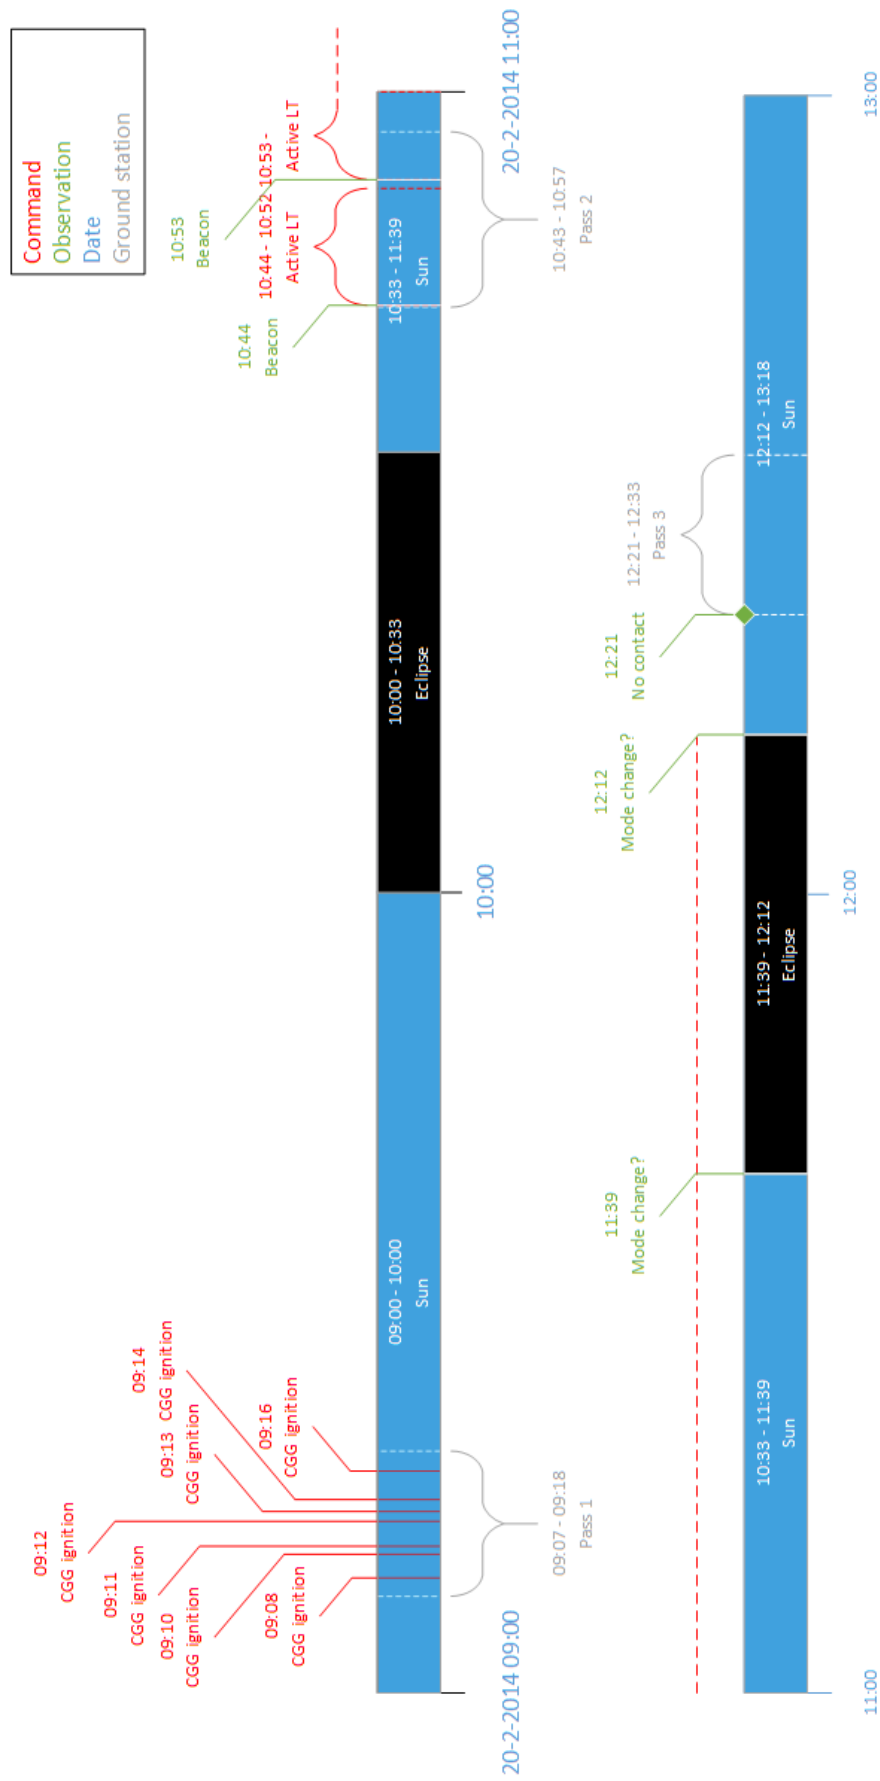 Command
Observation
Date
Ground station
09:12
CGG ignition
09:11
CGG ignition
09:10
CGG ignition
09:08
CGG ignition
09:14
CGG ignition
09:13
CGG ignition
09:16
CGG ignition
10:44
Beacon
10:53
Beacon
10:44 - 10:52
Active LT
10:53 -
Active LT
09:00 - 10:00
Sun
10:00 - 10:33
Eclipse
10:33 - 11:39
Sun
20-2-2014 09:00
10:00
20-2-2014 11:00
09:07 - 09:18
Pass 1
10:43 - 10:57
Pass 2
11:39
Mode change?
12:12
Mode change?
12:21
No contact
12:21 - 12:33
Pass 3
10:33 - 11:39
Sun
11:39 - 12:12
Eclipse
12:12 - 13:18
Sun
11:00
12:00
13:00